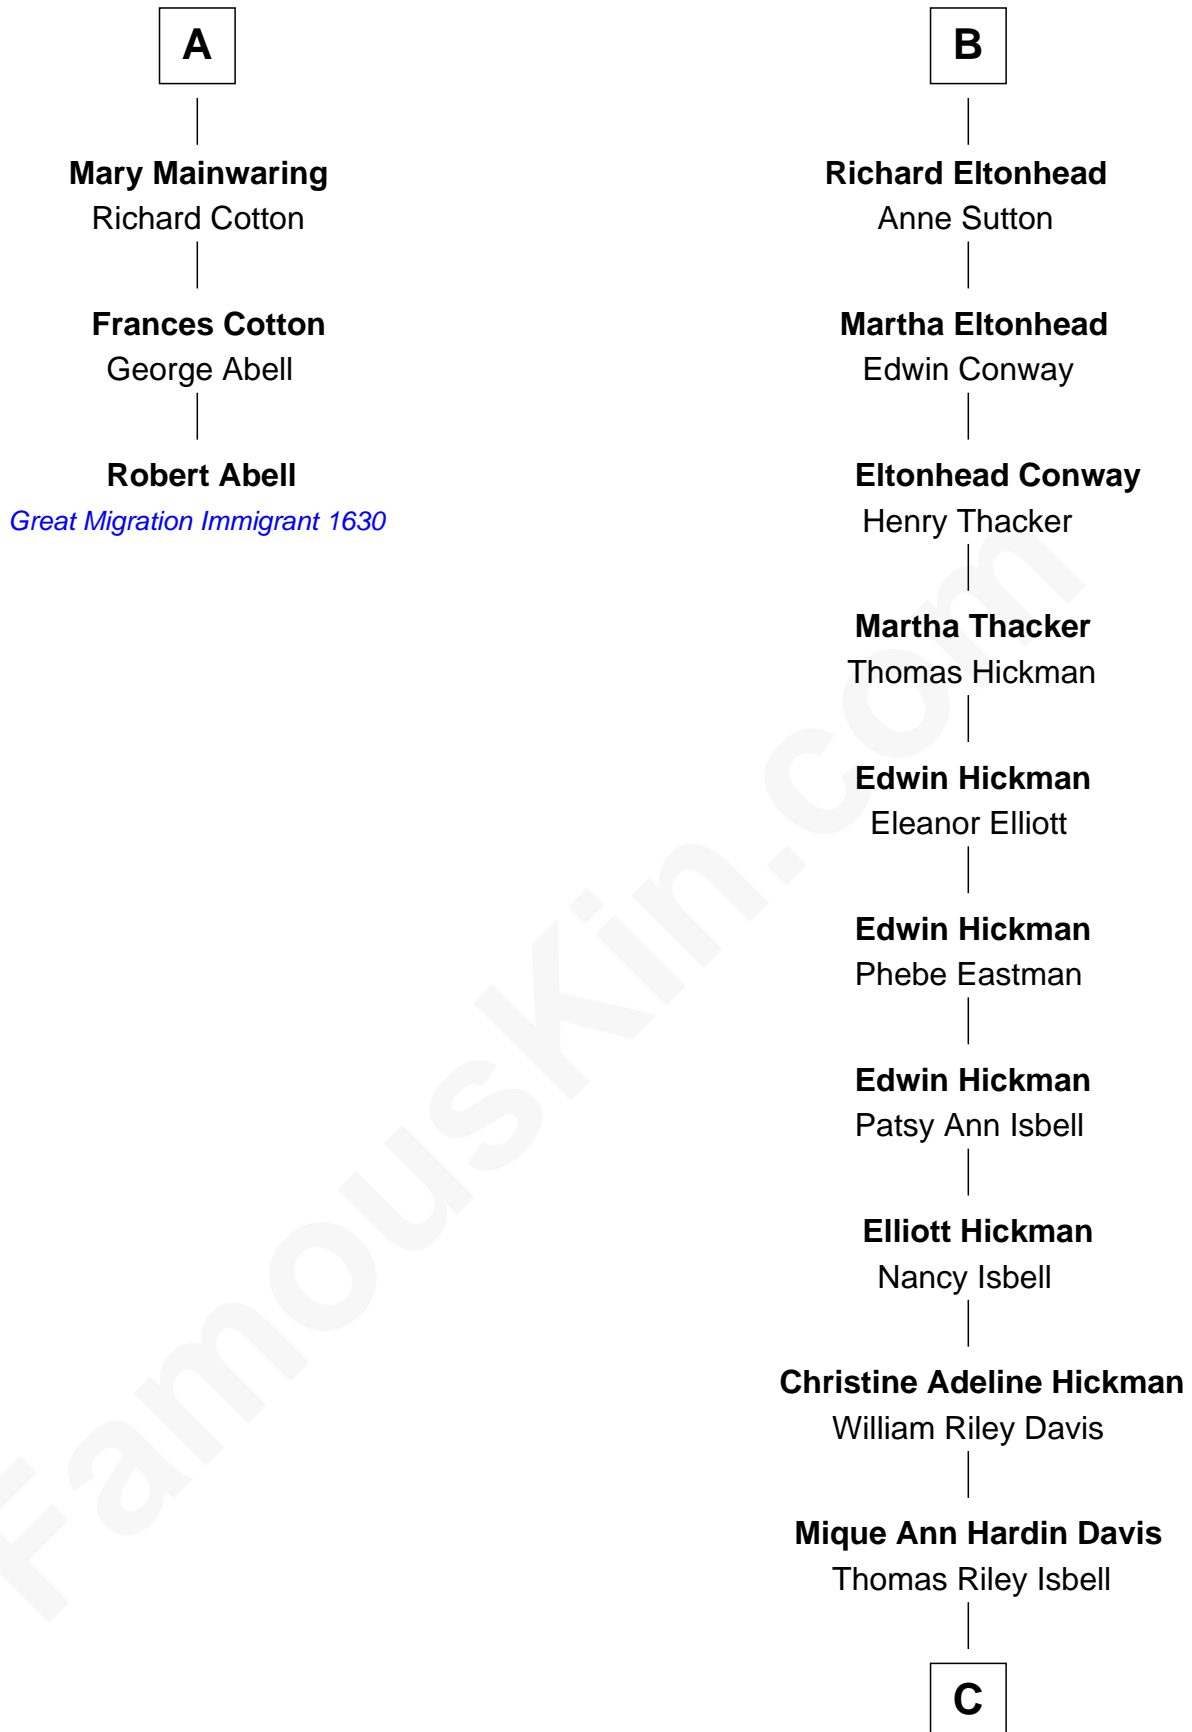 A
Mary Mainwaring
Richard Cotton
Frances Cotton
George Abell
Robert Abell
Great Migration Immigrant 1630
B
Richard Eltonhead
Anne Sutton
Martha Eltonhead
Edwin Conway
Eltonhead Conway
Henry Thacker
Martha Thacker
Thomas Hickman
Edwin Hickman
Eleanor Elliott
Edwin Hickman
Phebe Eastman
Edwin Hickman
Patsy Ann Isbell
Elliott Hickman
Nancy Isbell
Christine Adeline Hickman
William Riley Davis
Mique Ann Hardin Davis
Thomas Riley Isbell
C
FamousKin.com